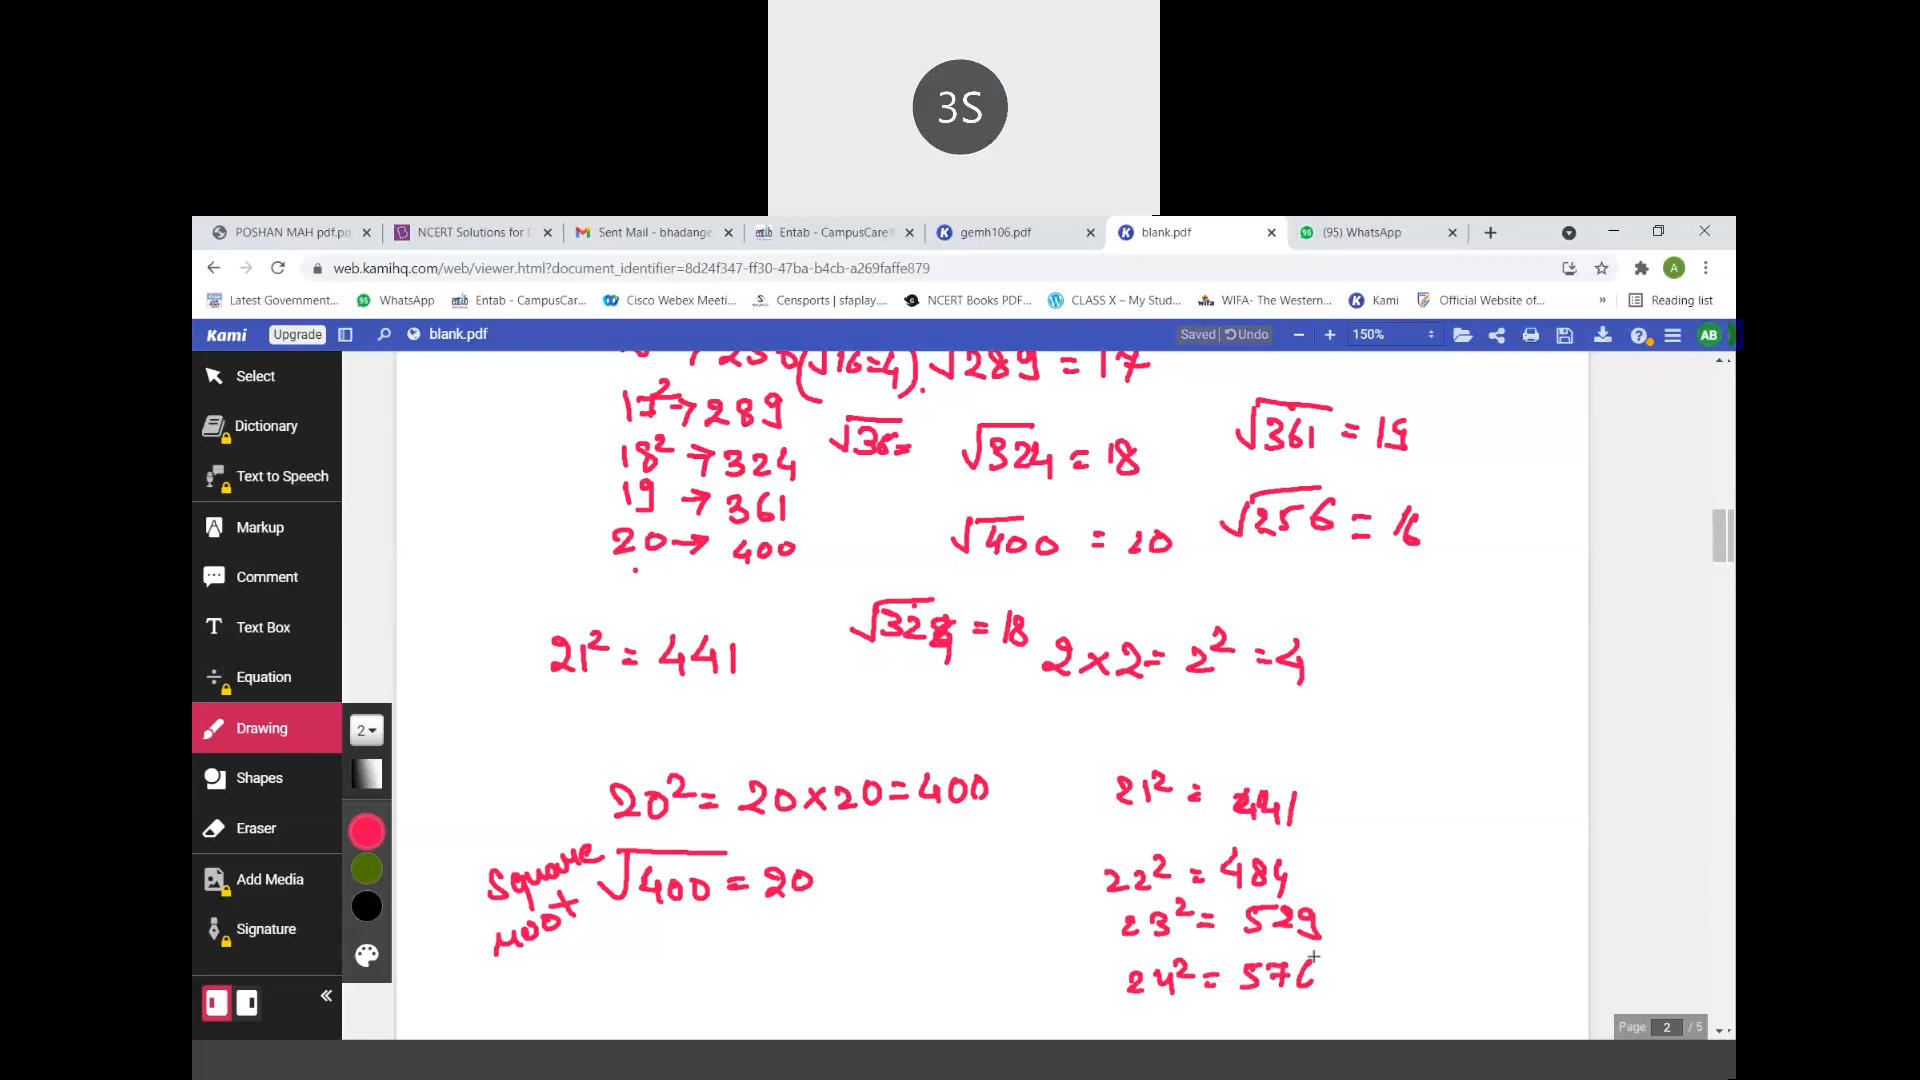 3S
POSHAN MAH pdf.pd
NCERT Solutions for
Sent Mail - bhadange
Entab - CampusCare
gemh106.pdf
blank.pdf
(95) WhatsApp
web.kamihq.com/web/viewer.html?document_identifier=8d24f347-ff30-47ba-b4cb-a269faffe879
A
Latest Government...
WhatsApp
Entab - CampusCar...
Cisco Webex Meeti...
Censports | sfaplay....
NCERT Books PDF...
CLASS X – My Stud...
WIFA- The Western...
Kami
Official Website of...
»
Reading list
Kami
Upgrade
blank.pdf
Saved
Undo
150%
AB
Select
Dictionary
Text to Speech
Markup
Comment
Text Box
Equation
Drawing
2
Shapes
Eraser
Add Media
Signature
(√16=4). √289 = 17
17² → 289
√36=
√324 = 18
√361 = 19
18² → 324
19 → 361
√256 = 16
20 → 400
√400 = 20
√324 = 18
21² = 441
2×2= 2² =4
20² = 20×20=400
21² = 441
Square root √400 = 20
22² = 484
23² = 529
24² = 576
Page 2 / 5